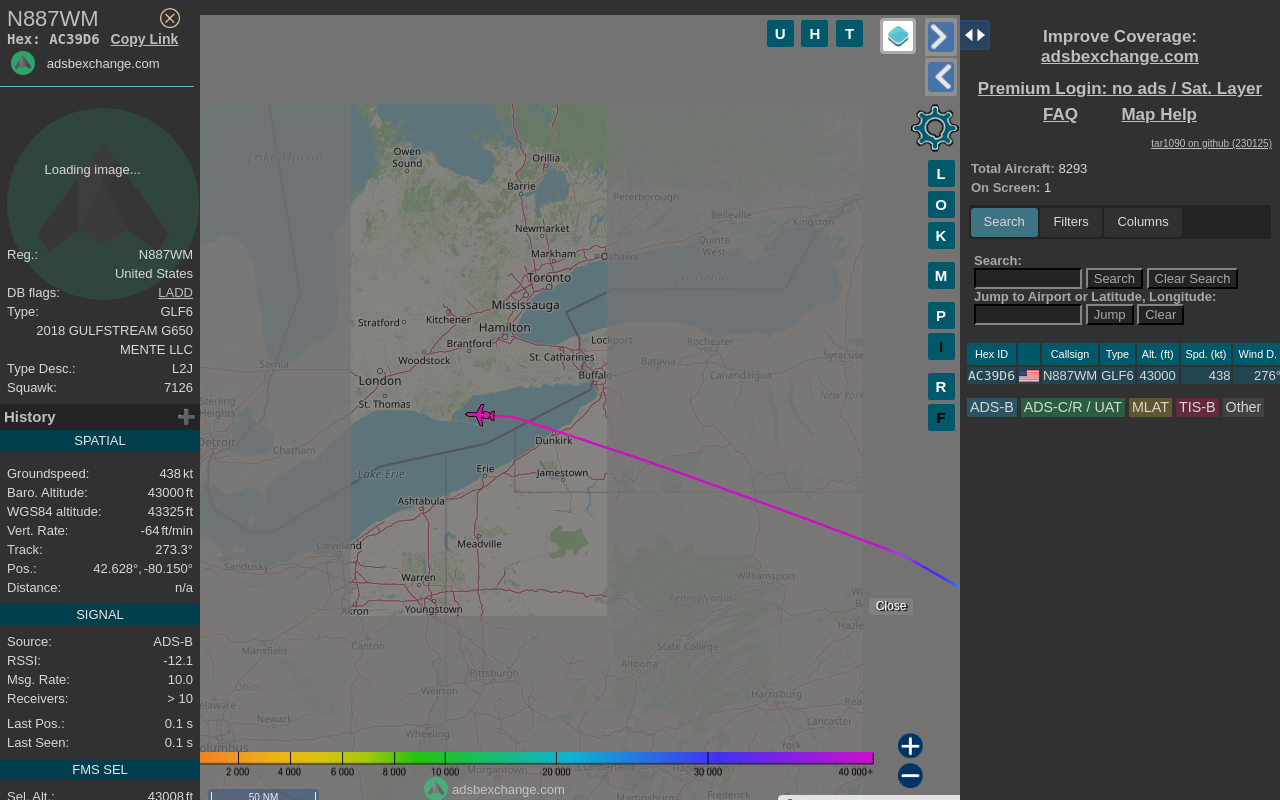 N887WM
Hex: AC39D6 Copy Link
adsbexchange.com
Loading image...
Reg.: N887WM
United States
DB flags: LADD
Type: GLF6
2018 GULFSTREAM G650
MENTE LLC
Type Desc.: L2J
Squawk: 7126
History
SPATIAL
Groundspeed: 438 kt
Baro. Altitude: 43000 ft
WGS84 altitude: 43325 ft
Vert. Rate: -64 ft/min
Track: 273.3°
Pos.: 42.628°, -80.150°
Distance: n/a
SIGNAL
Source: ADS-B
RSSI: -12.1
Msg. Rate: 10.0
Receivers: > 10
Last Pos.: 0.1 s
Last Seen: 0.1 s
FMS SEL
Sel. Alt.: 43008 ft
U H T
L
O
K
M
P
I
R
F
Lake Huron
Owen
Sound
Orillia
Barrie
Peterborough
Belleville
Kingston
Newmarket
Quinte
West
Markham
Oshawa
Toronto
Lake Ontario
Mississauga
Stratford
Kitchener
Hamilton
Brantford
Lockport
Rochester
St. Catharines
Syracuse
Woodstock
Batavia
Sarnia
Canandaigua
London
Buffalo
Sterling
Heights
St. Thomas
New York
Detroit
Chatham
Dunkirk
Erie
Lake Erie
Jamestown
Ashtabula
Cleveland
Meadville
Sandusky
Warren
Williamsport
Akron
Youngstown
Pennsylvania
Close
Hazle
Mansfield
Canton
State College
Altoona
Pittsburgh
Ohio
Weirton
Harrisburg
Rea
elaware
Newark
Lancaster
Wheeling
olumbus
York
2 000 4 000 6 000 8 000 10 000 20 000 30 000 40 000+
Morgantown
Cumberland
Martinsburg
Frederick
adsbexchange.com
50 NM
Improve Coverage:
adsbexchange.com
Premium Login: no ads / Sat. Layer
FAQ Map Help
tar1090 on github (230125)
Total Aircraft: 8293
On Screen: 1
Search Filters Columns
Search:
Search Clear Search
Jump to Airport or Latitude, Longitude:
Jump Clear
Hex ID Callsign Type Alt. (ft) Spd. (kt) Wind D.
AC39D6 N887WM GLF6 43000 438 276°
ADS-B ADS-C/R / UAT MLAT TIS-B Other